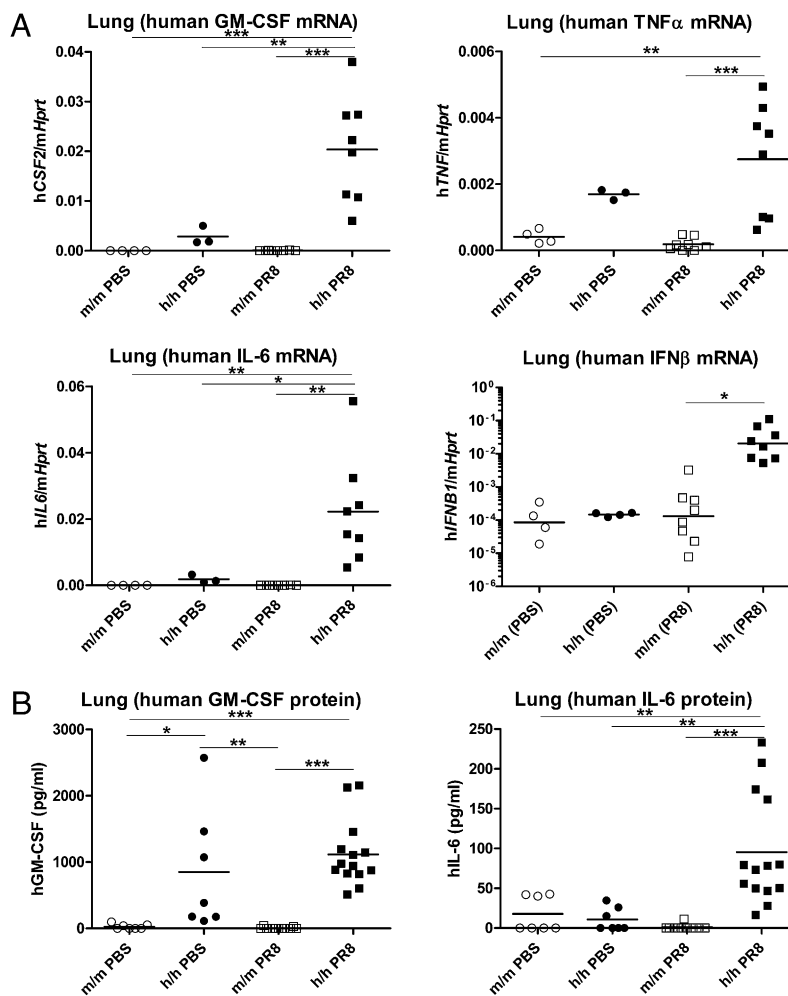 A
Lung (human GM-CSF mRNA)
***
**
***
0.04
0.03
0.02
0.01
0.00
hCSF2/mHprt
m/m PBS
h/h PBS
m/m PR8
h/h PR8
Lung (human TNFα mRNA)
**
***
0.006
0.004
0.002
0.000
hTNF/mHprt
m/m PBS
h/h PBS
m/m PR8
h/h PR8
Lung (human IL-6 mRNA)
**
*
**
0.06
0.04
0.02
0.00
hIL6/mHprt
m/m PBS
h/h PBS
m/m PR8
h/h PR8
Lung (human IFNβ mRNA)
*
10⁰
10⁻¹
10⁻²
10⁻³
10⁻⁴
10⁻⁵
10⁻⁶
hIFNB1/mHprt
m/m (PBS)
h/h (PBS)
m/m (PR8)
h/h (PR8)
B
Lung (human GM-CSF protein)
***
*
**
***
3000
2000
1000
0
hGM-CSF (pg/ml)
m/m PBS
h/h PBS
m/m PR8
h/h PR8
Lung (human IL-6 protein)
**
**
***
250
200
150
100
50
0
hIL-6 (pg/ml)
m/m PBS
h/h PBS
m/m PR8
h/h PR8